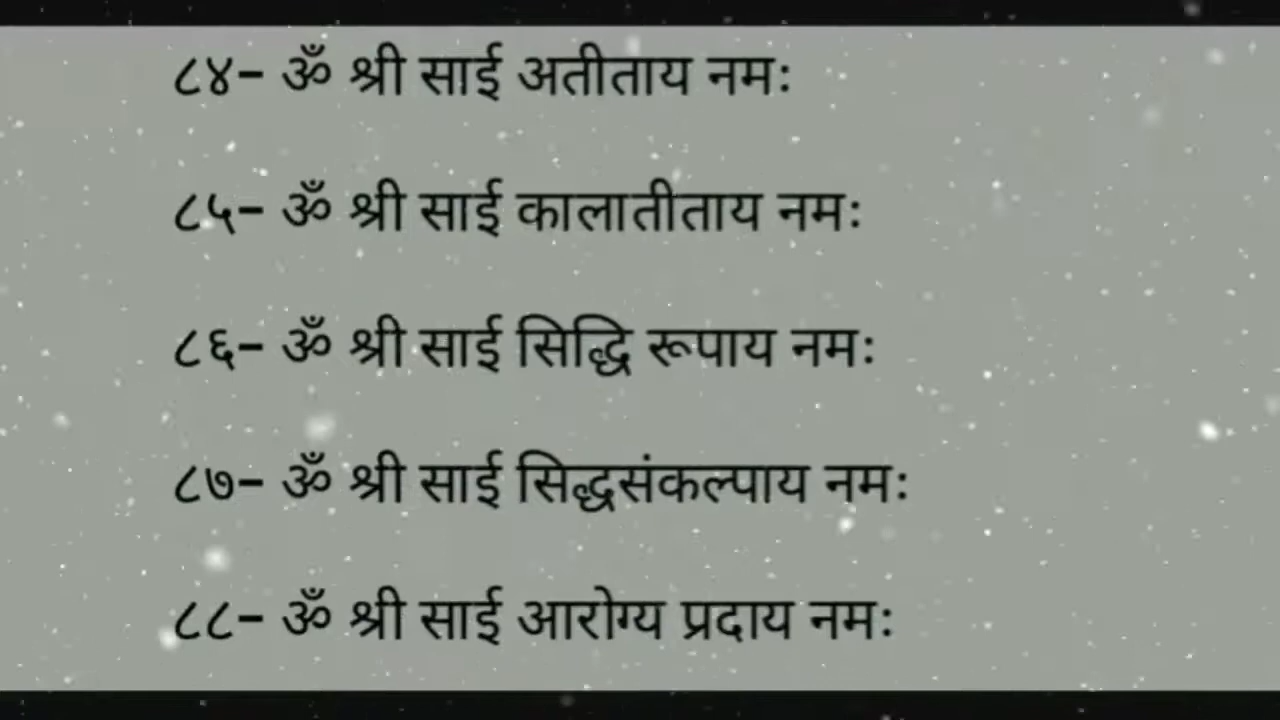 ८४- ॐ श्री साई अतीताय नमः
८५- ॐ श्री साई कालातीताय नमः
८६- ॐ श्री साई सिद्धि रूपाय नमः
८७- ॐ श्री साई सिद्धसंकल्पाय नमः
८८- ॐ श्री साई आरोग्य प्रदाय नमः